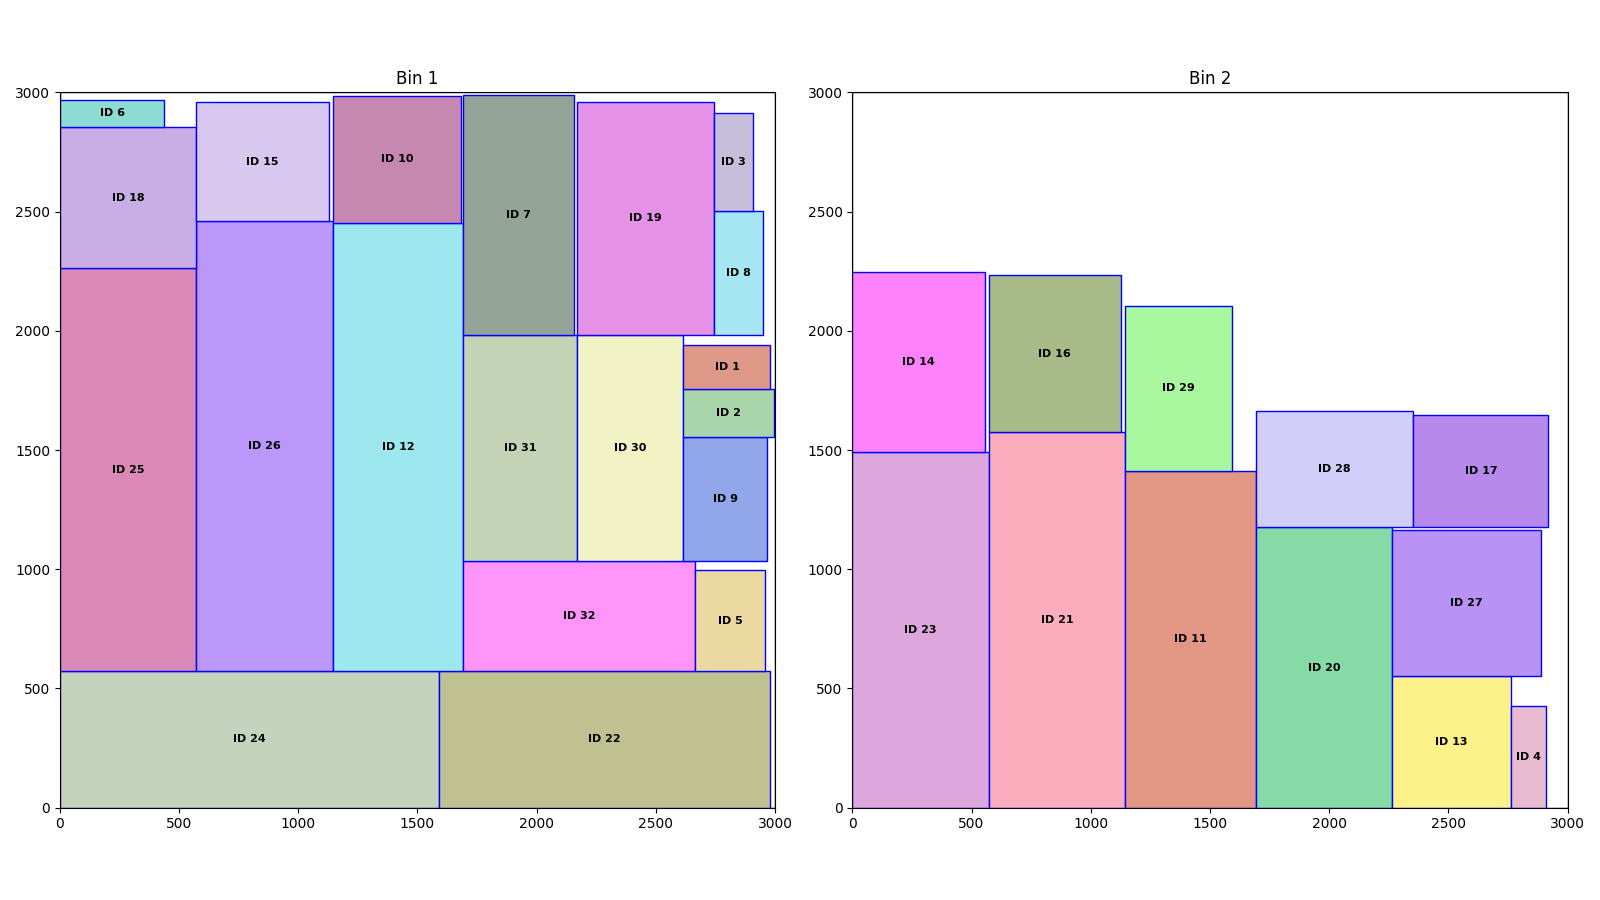 Bin 1
3000
2500
2000
1500
1000
500
0
0 500 1000 1500 2000 2500 3000
ID 6
ID 18
ID 15
ID 10
ID 7
ID 19
ID 3
ID 8
ID 25
ID 26
ID 12
ID 31
ID 30
ID 1
ID 2
ID 9
ID 32
ID 5
ID 24
ID 22
Bin 2
3000
2500
2000
1500
1000
500
0
0 500 1000 1500 2000 2500 3000
ID 14
ID 16
ID 29
ID 28
ID 17
ID 23
ID 21
ID 11
ID 20
ID 27
ID 13
ID 4